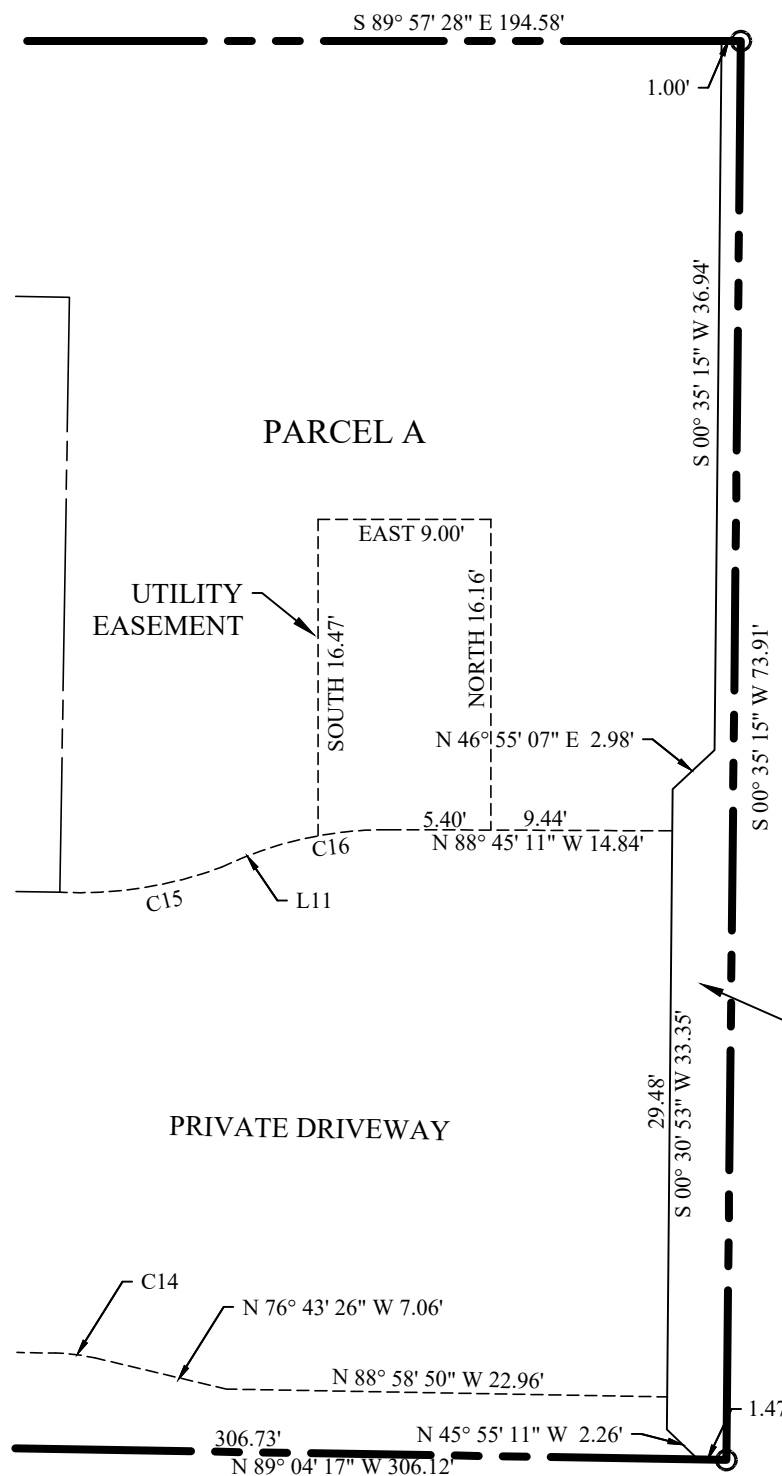 S 89° 57' 28" E 194.58'
1.00'
S 00° 35' 15" W 36.94'
PARCEL A
EAST 9.00'
UTILITY
EASEMENT
SOUTH 16.47'
NORTH 16.16'
S 00° 35' 15" W 73.91'
N 46° 55' 07" E 2.98'
5.40'
9.44'
C16
N 88° 45' 11" W 14.84'
C15
L11
29.48'
S 00° 30' 53" W 33.35'
PRIVATE DRIVEWAY
C14
N 76° 43' 26" W 7.06'
N 88° 58' 50" W 22.96'
1.47
306.73'
N 45° 55' 11" W 2.26'
N 89° 04' 17" W 306.12'